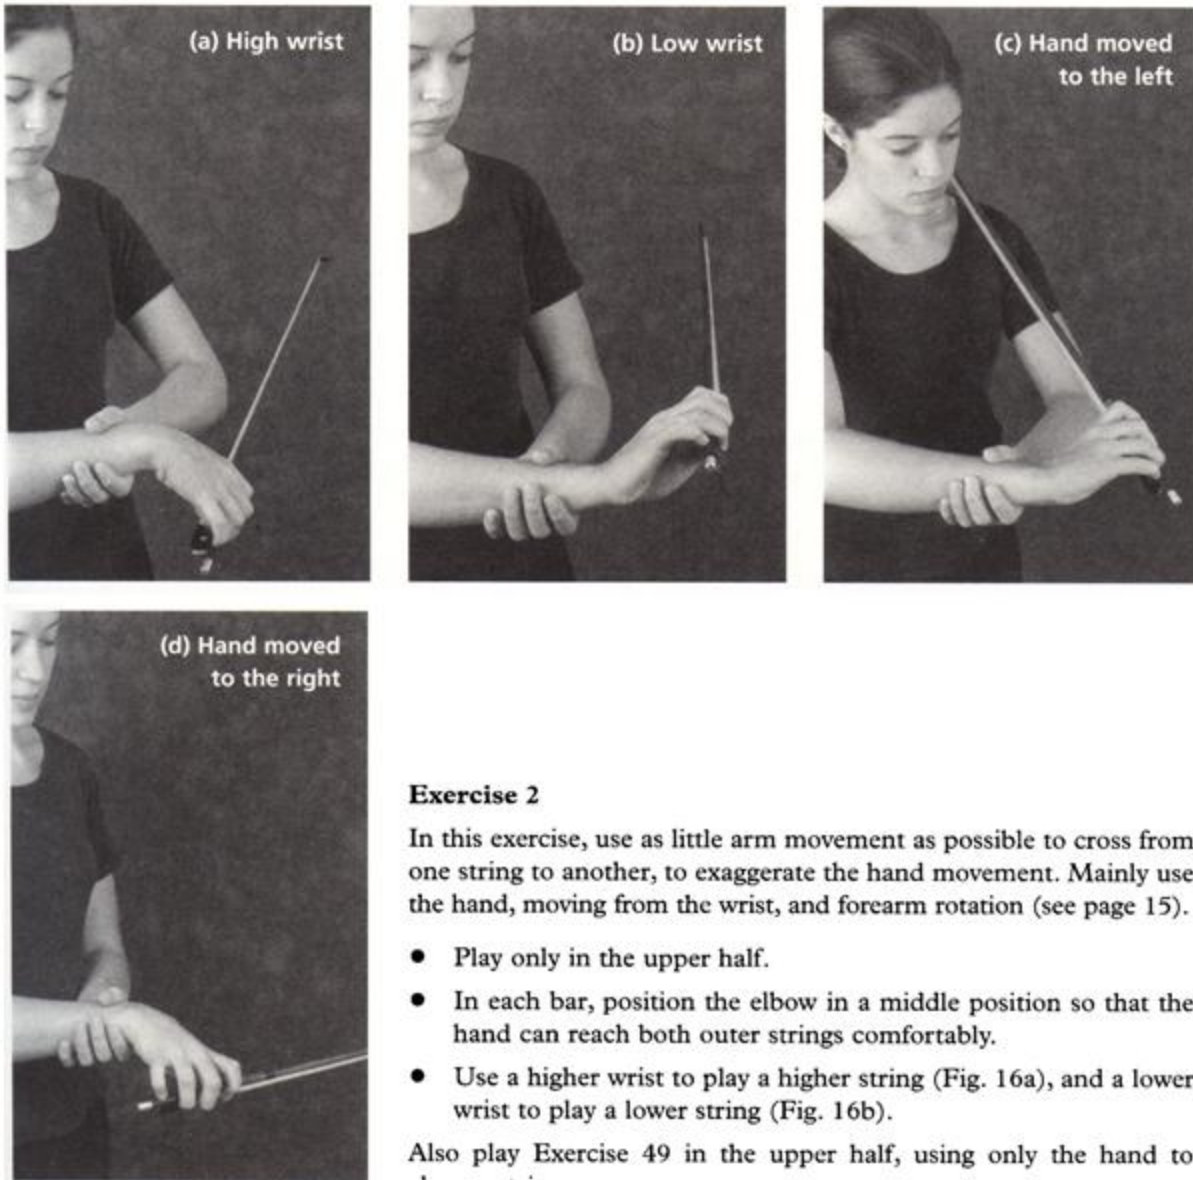 (a) High wrist
(b) Low wrist
(c) Hand moved
to the left
(d) Hand moved
to the right
Exercise 2
In this exercise, use as little arm movement as possible to cross from
one string to another, to exaggerate the hand movement. Mainly use
the hand, moving from the wrist, and forearm rotation (see page 15).
● Play only in the upper half.
● In each bar, position the elbow in a middle position so that the
hand can reach both outer strings comfortably.
● Use a higher wrist to play a higher string (Fig. 16a), and a lower
wrist to play a lower string (Fig. 16b).
Also play Exercise 49 in the upper half, using only the hand to